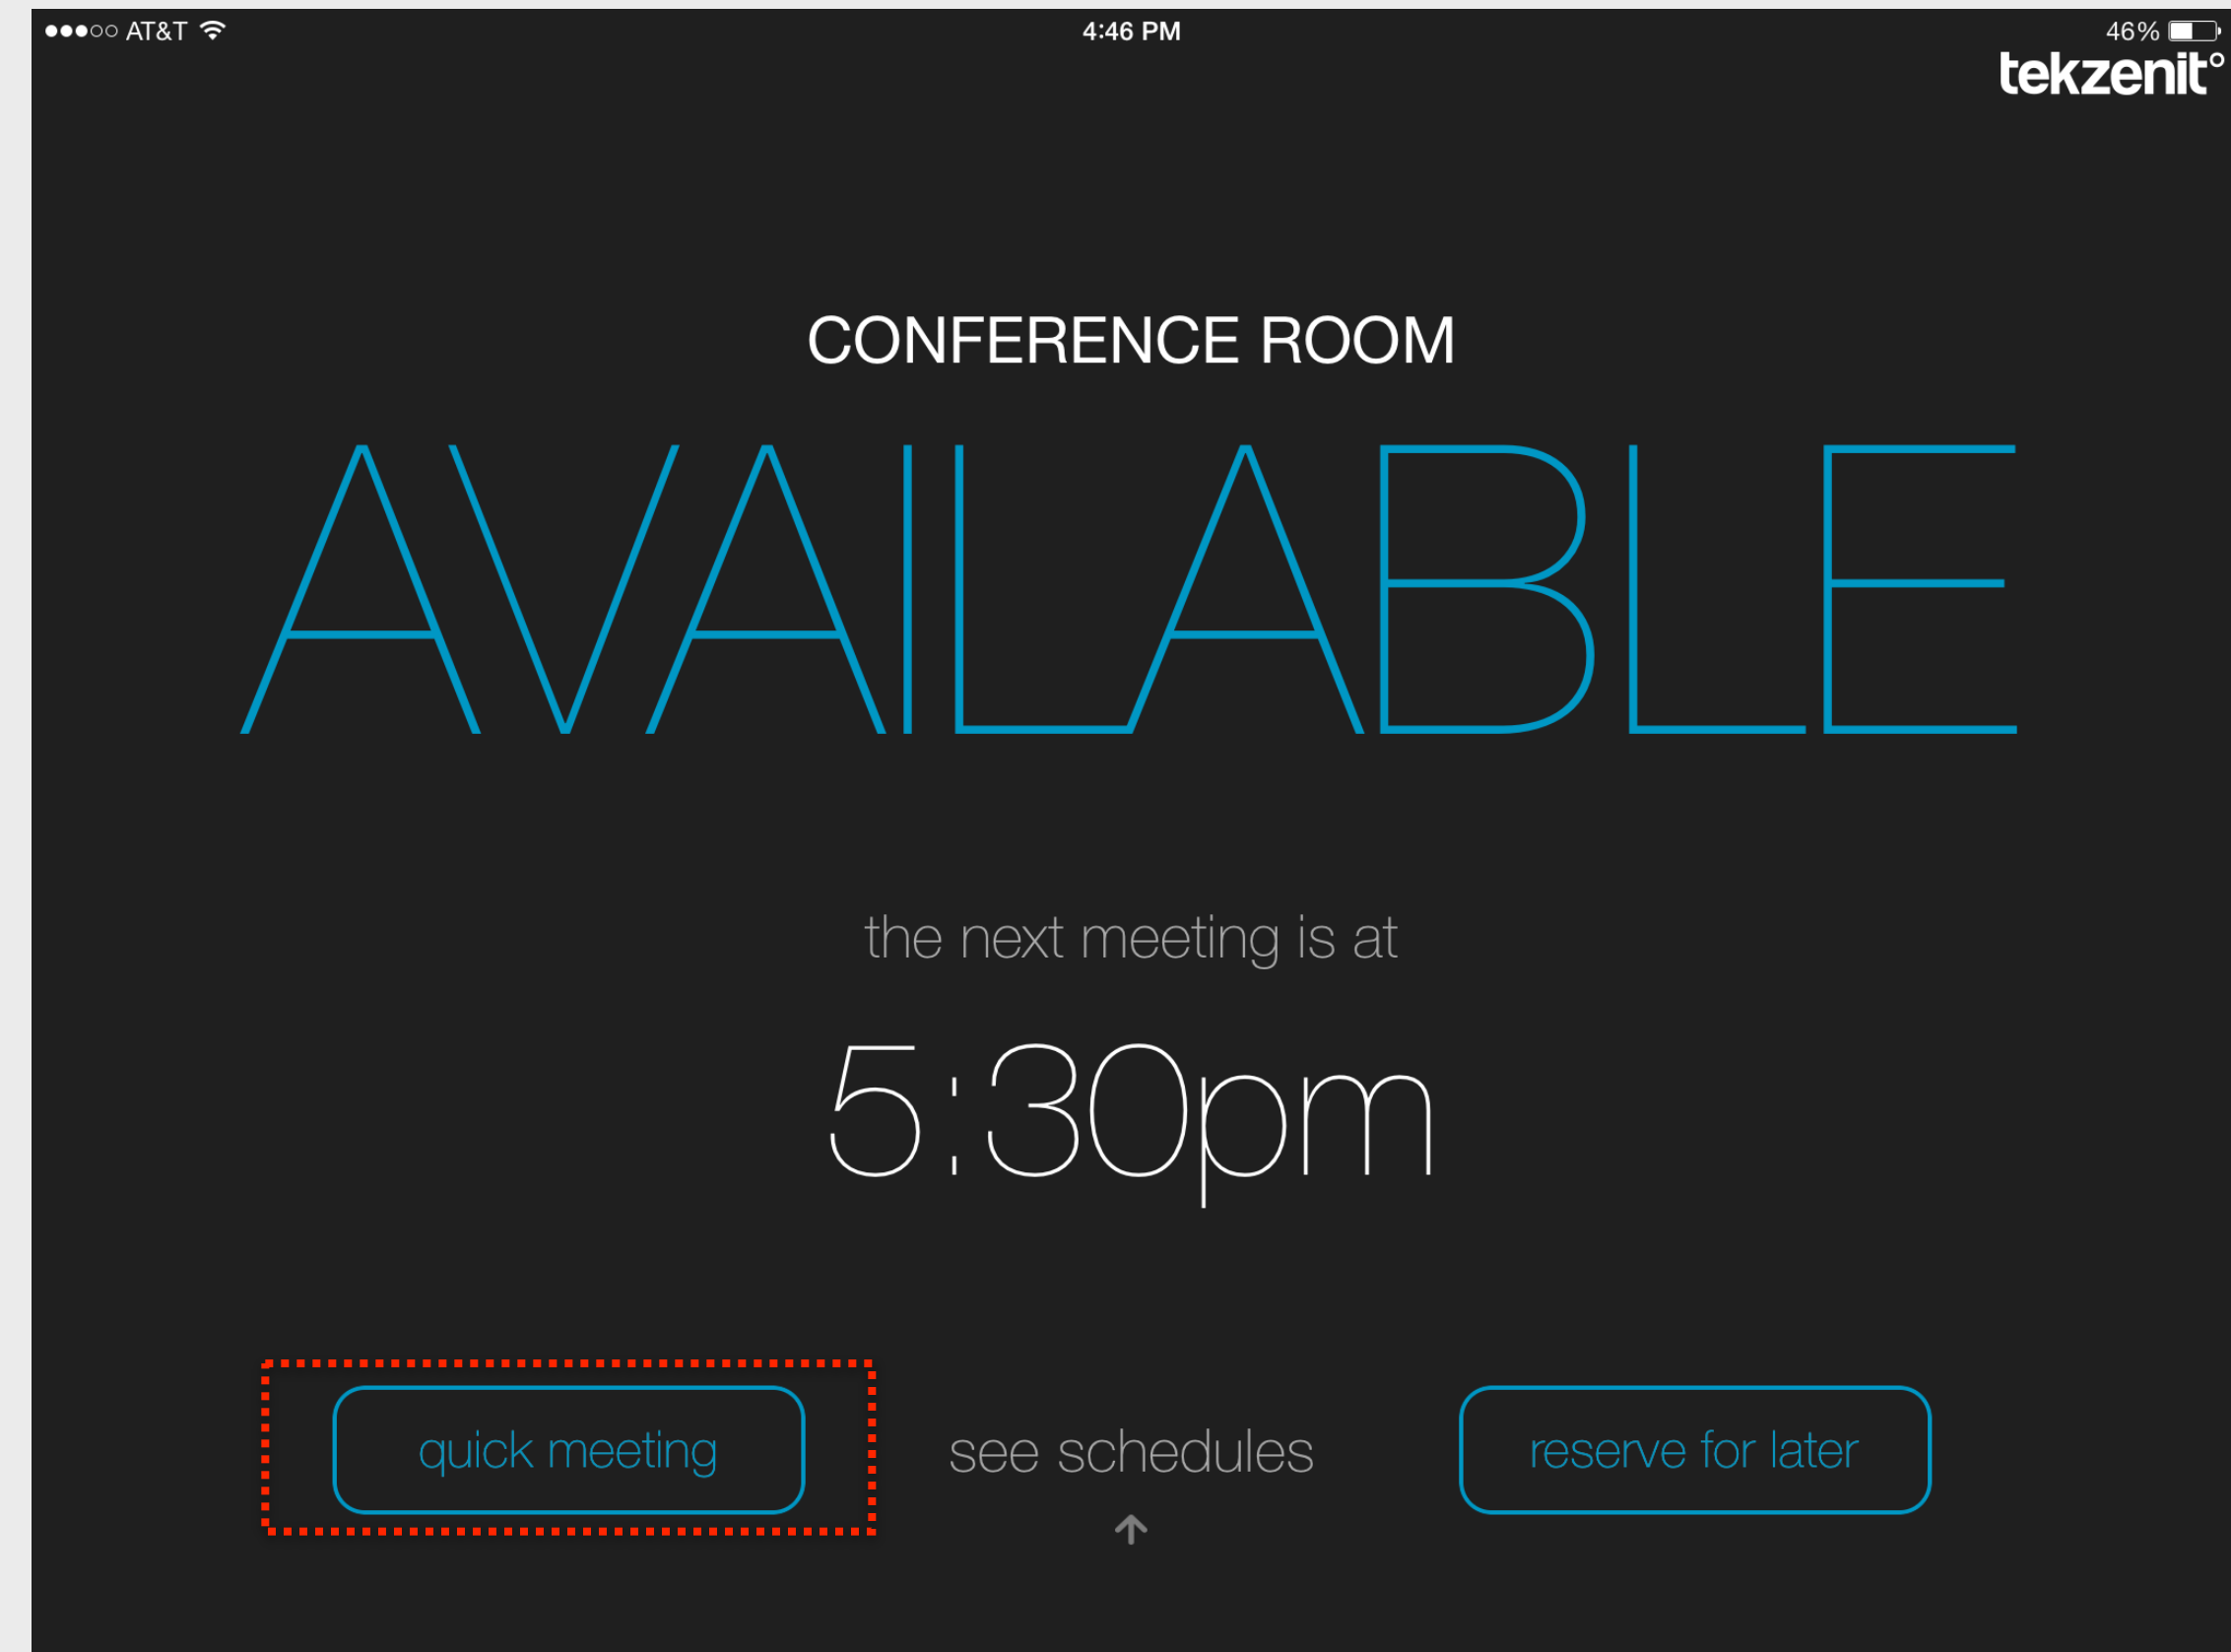 AT&T 4:46 PM 46%
tekzenit°
CONFERENCE ROOM
AVAILABLE
the next meeting is at
5:30pm
quick meeting see schedules reserve for later